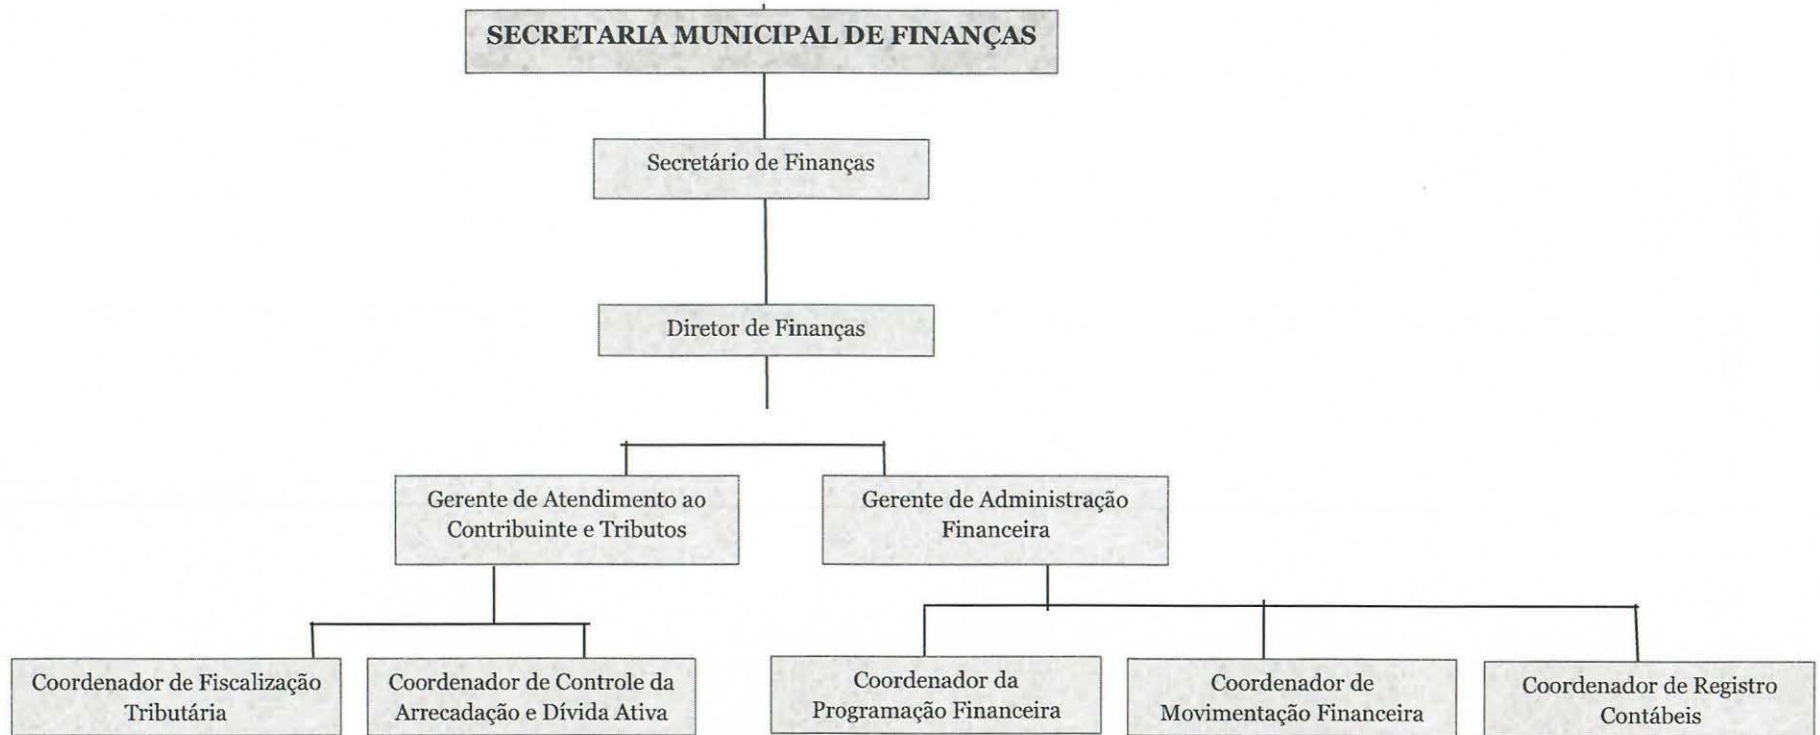 SECRETARIA MUNICIPAL DE FINANÇAS
Secretário de Finanças
Diretor de Finanças
Gerente de Atendimento ao
Contribuinte e Tributos
Gerente de Administração
Financeira
Coordenador de Fiscalização
Tributária
Coordenador de Controle da
Arrecadação e Dívida Ativa
Coordenador da
Programação Financeira
Coordenador de
Movimentação Financeira
Coordenador de Registro
Contábeis